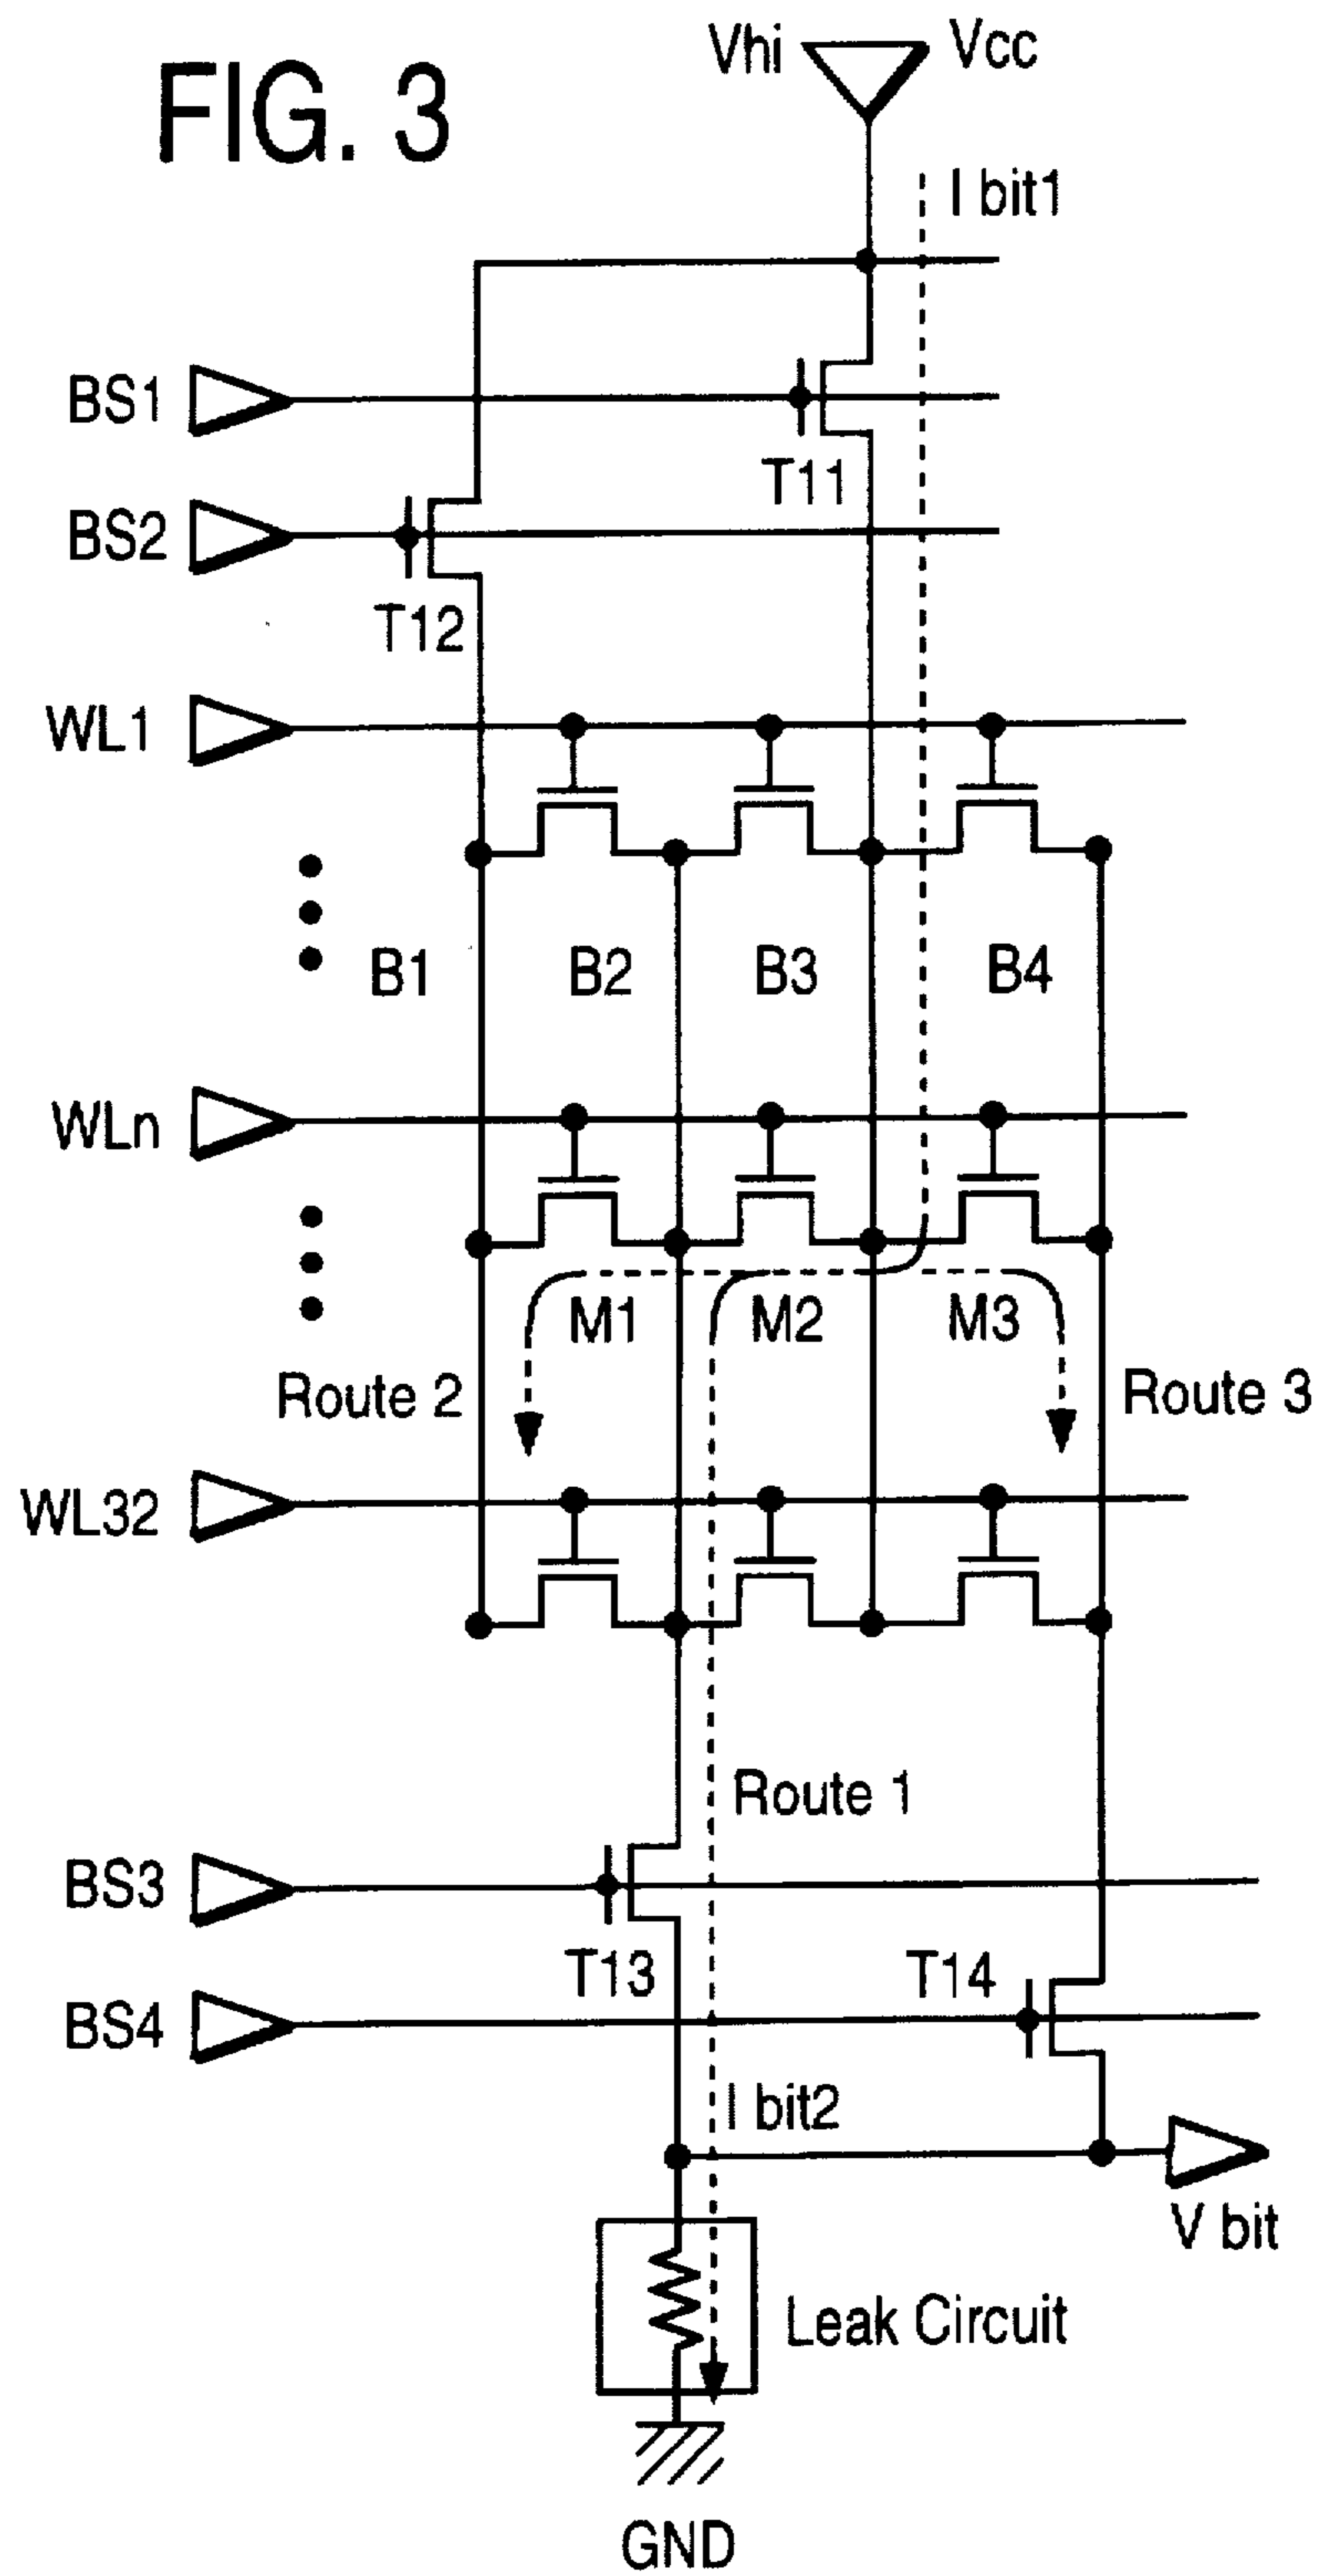 FIG. 3
Vhi Vcc
I bit1
BS1
T11
BS2
T12
WL1
B1 B2 B3 B4
WLn
M1 M2 M3
Route 2 Route 3
WL32
Route 1
BS3
T13 T14
BS4
I bit2
V bit
Leak Circuit
GND